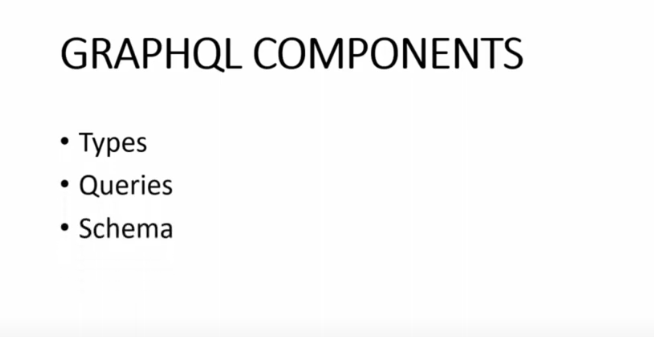 GRAPHQL COMPONENTS
• Types
• Queries
• Schema